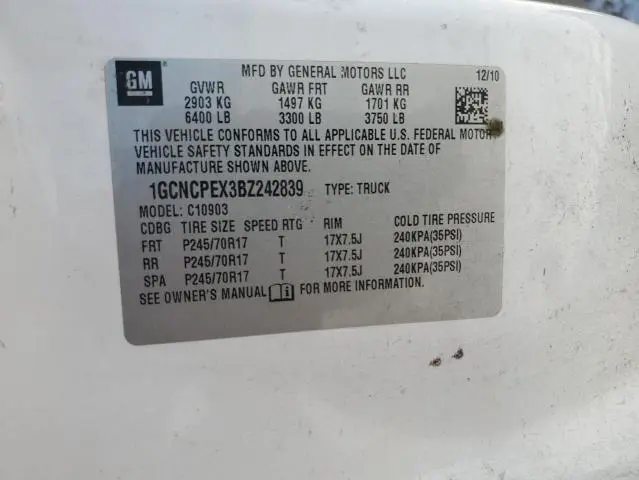 GM
MFD BY GENERAL MOTORS LLC 12/10
GVWR GAWR FRT GAWR RR
2903 KG 1497 KG 1701 KG
6400 LB 3300 LB 3750 LB
THIS VEHICLE CONFORMS TO ALL APPLICABLE U.S. FEDERAL MOTOR
VEHICLE SAFETY STANDARDS IN EFFECT ON THE DATE OF
MANUFACTURE SHOWN ABOVE.
1GCNCPEX3BZ242839 TYPE: TRUCK
MODEL: C10903
CDBG TIRE SIZE SPEED RTG RIM COLD TIRE PRESSURE
FRT P245/70R17 T 17X7.5J 240KPA(35PSI)
RR P245/70R17 T 17X7.5J 240KPA(35PSI)
SPA P245/70R17 T 17X7.5J 240KPA(35PSI)
SEE OWNER'S MANUAL FOR MORE INFORMATION.